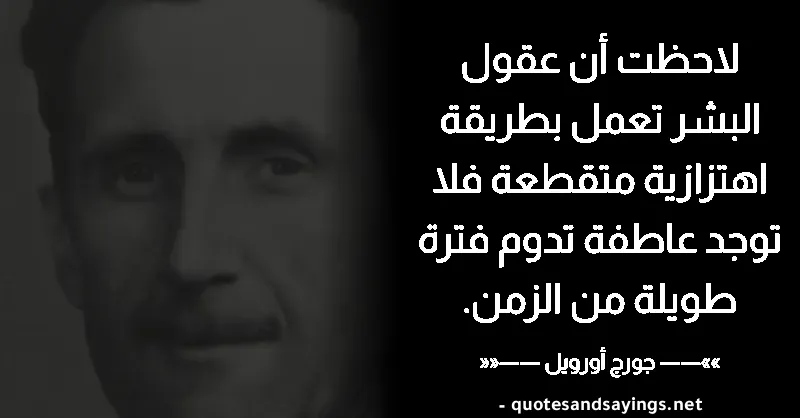 لاحظت أن عقول
البشر تعمل بطريقة
اهتزازية متقطعة فلا
توجد عاطفة تدوم فترة
طويلة من الزمن.
««—— جورج أورويل ——»»
- quotesandsayings.net